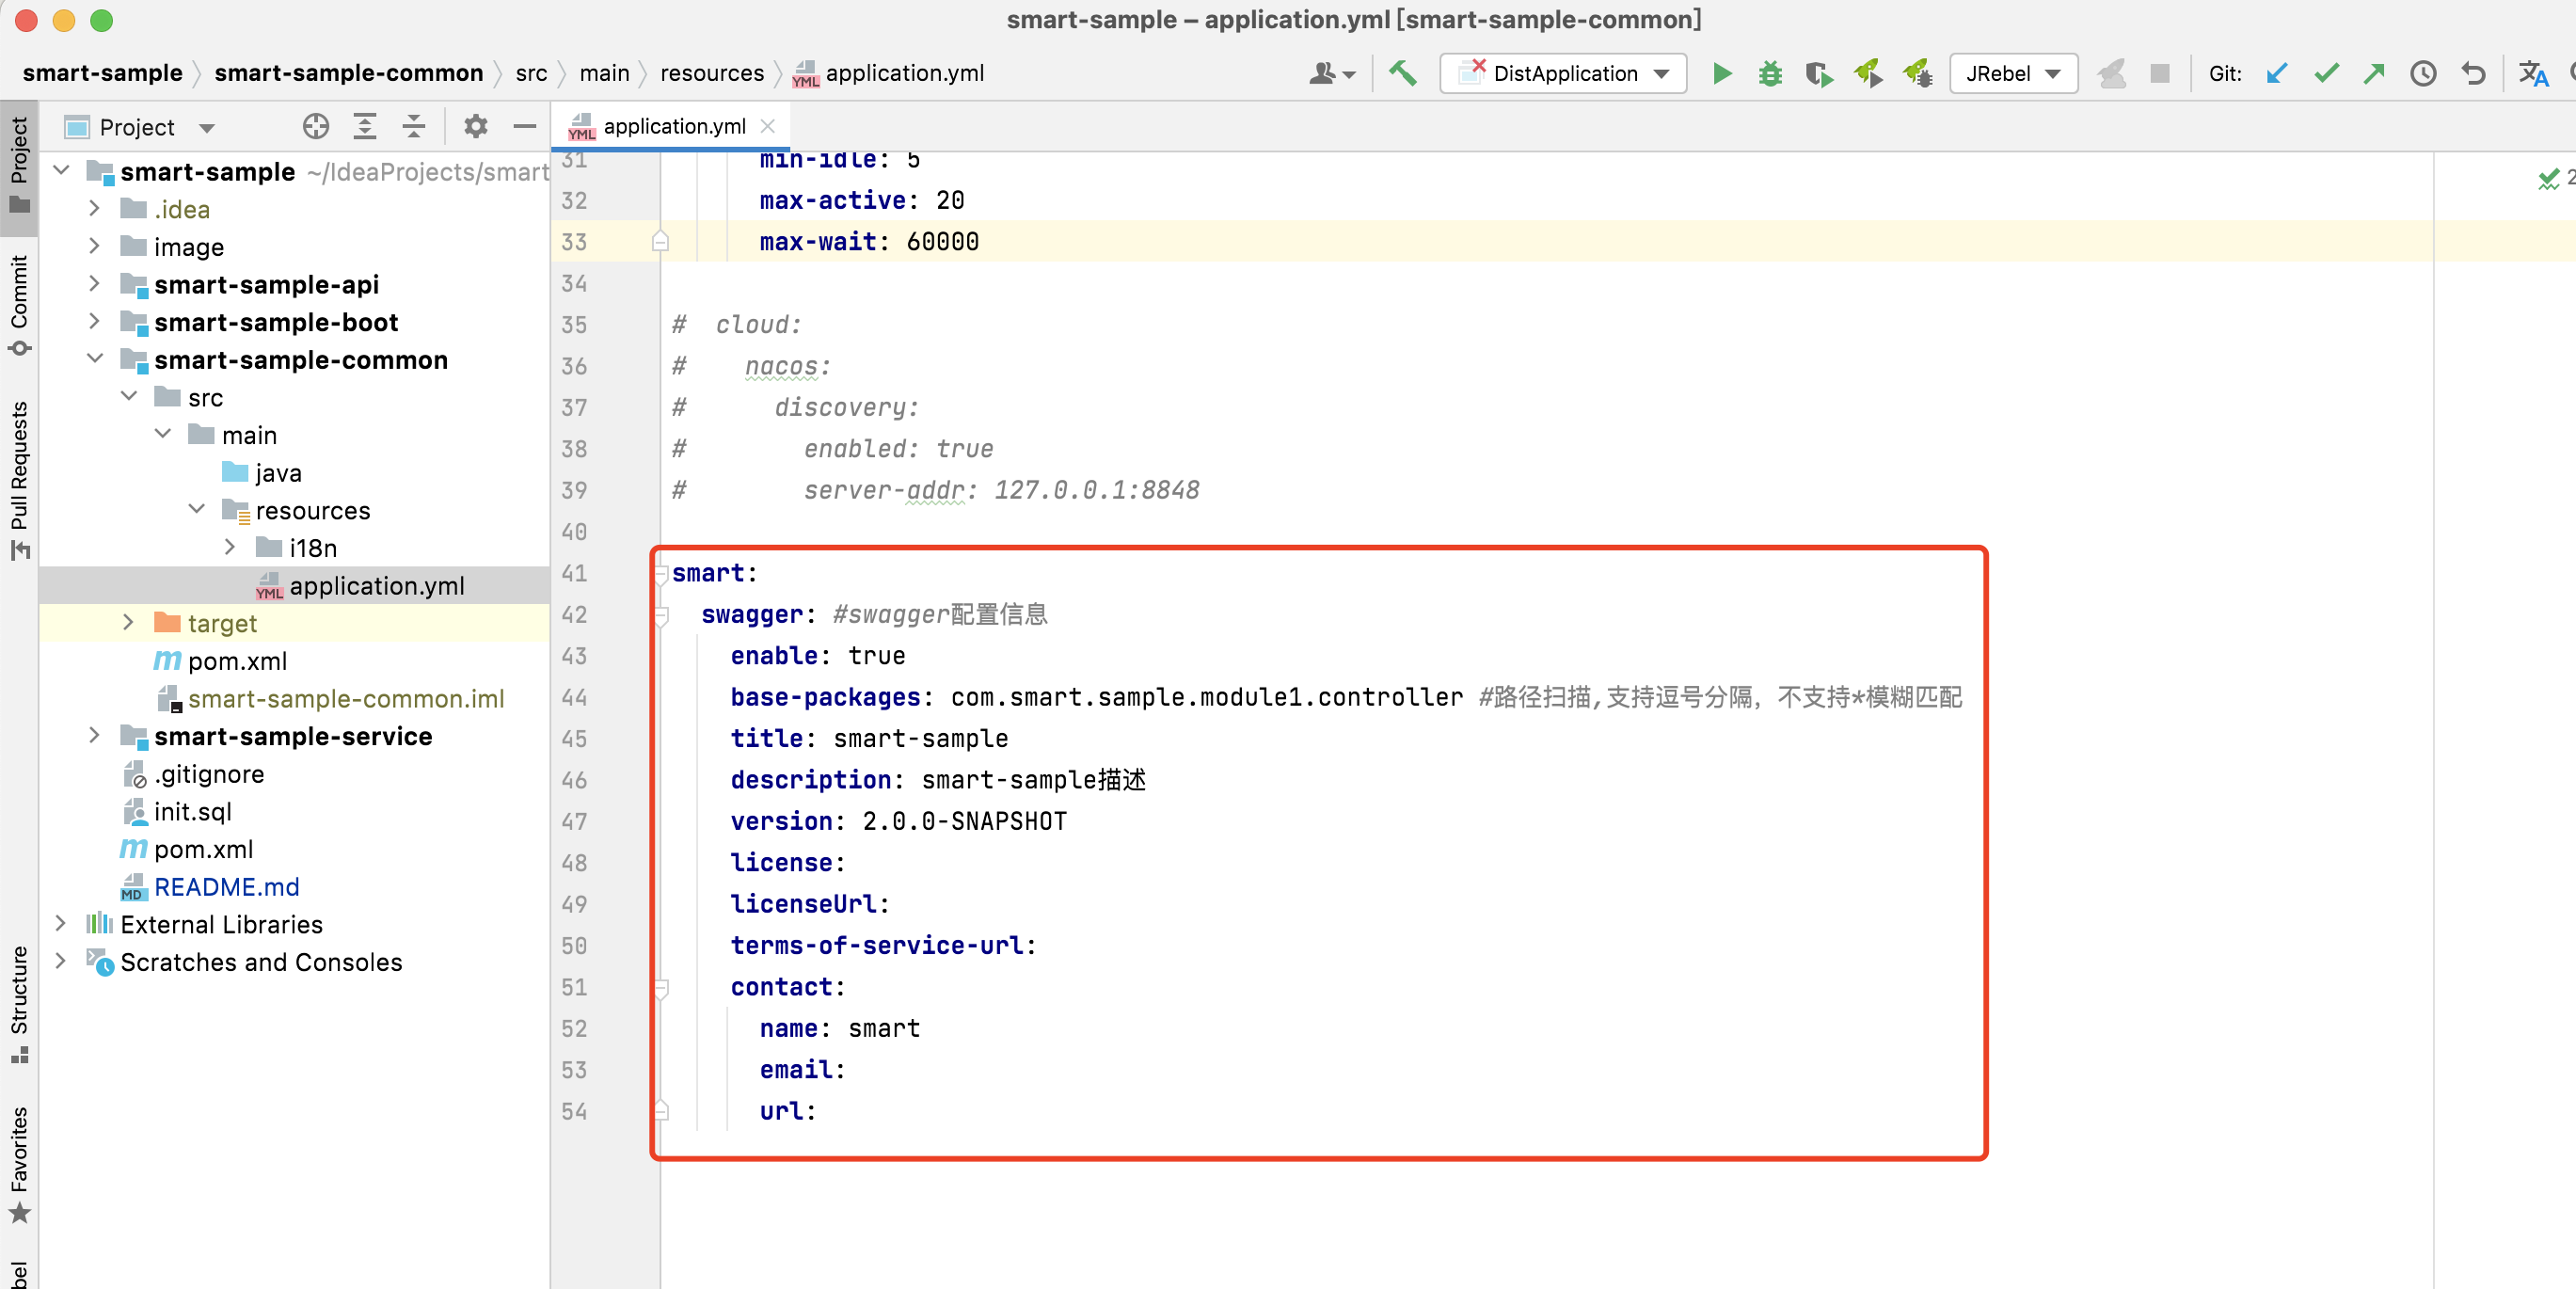 smart-sample – application.yml [smart-sample-common]
smart-sample smart-sample-common src main resources application.yml DistApplication JRebel Git:
Project
Project
application.yml
Commit
Pull Requests
Structure
Favorites
smart-sample ~/IdeaProjects/smart
.idea
image
smart-sample-api
smart-sample-boot
smart-sample-common
src
main
java
resources
i18n
application.yml
target
pom.xml
smart-sample-common.iml
smart-sample-service
.gitignore
init.sql
pom.xml
README.md
External Libraries
Scratches and Consoles
31 min-idle: 5
32 max-active: 20
33 max-wait: 60000
34
35 # cloud:
36 # nacos:
37 # discovery:
38 # enabled: true
39 # server-addr: 127.0.0.1:8848
40
41 smart:
42 swagger: #swagger配置信息
43 enable: true
44 base-packages: com.smart.sample.module1.controller #路径扫描,支持逗号分隔，不支持*模糊匹配
45 title: smart-sample
46 description: smart-sample描述
47 version: 2.0.0-SNAPSHOT
48 license:
49 licenseUrl:
50 terms-of-service-url:
51 contact:
52 name: smart
53 email:
54 url: